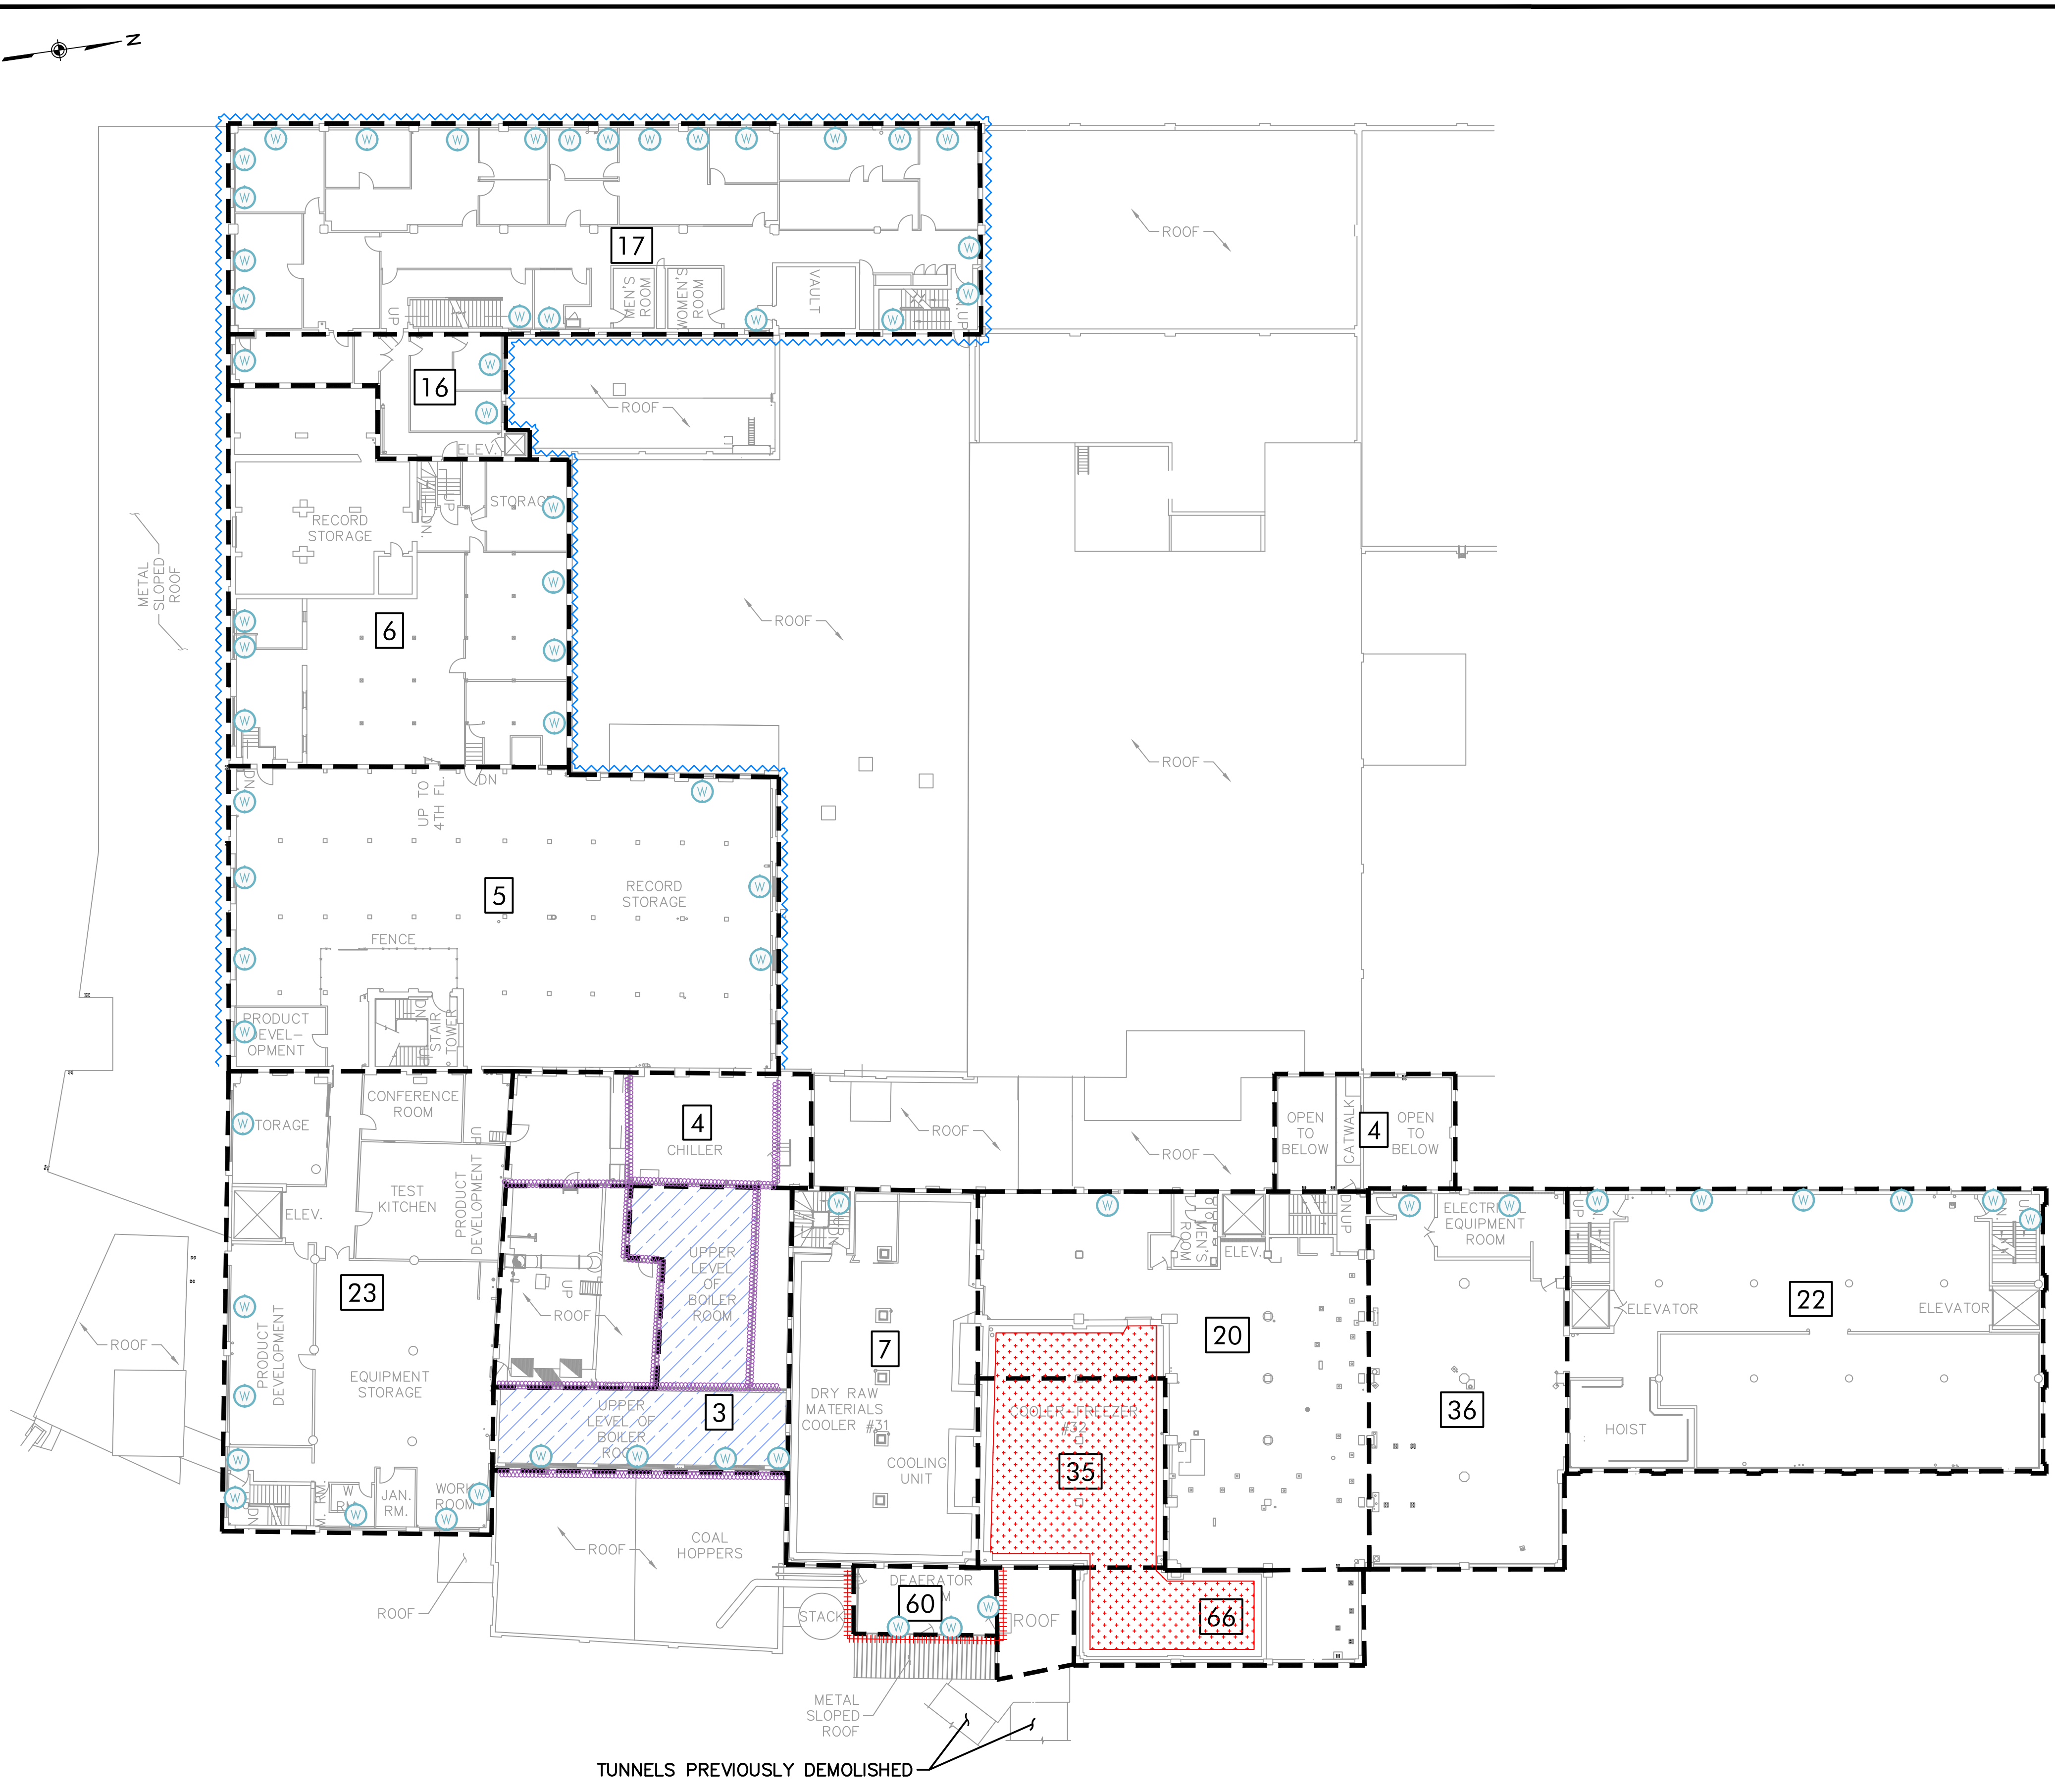 N
W W W W W W W W W W W W
W
W
W
W
17
ROOF
W
W
UP
W W
MEN'S
ROOM
WOMEN'S
ROOM
W
VAULT
W
UP
W
16
W
W
ROOF
ELEV.
RECORD
STORAGE
DN.
UP
W
METAL
SLOPED
ROOF
W
W
W
6
W
W
W
ROOF
ROOF
DN
UP TO
4TH FL.
DN
W
W
W
5
RECORD
STORAGE
W
W
W
FENCE
PRODUCT
DEVEL-
OPMENT
W
DN
UP
STAIR
TOWER
CONFERENCE
ROOM
W
UP
4
CHILLER
ROOF
ROOF
OPEN
TO
BELOW
CATWALK
4
OPEN
TO
BELOW
TEST
KITCHEN
PRODUCT
DEVELOPMENT
ELEV.
W
W
MEN'S
ROOM
ELEV.
DN
UP
W W
EQUIPMENT
ROOM
W W W W W
UP
W
23
W
PRODUCT
DEVELOPMENT
EQUIPMENT
STORAGE
W
UP
ROOF
UPPER
LEVEL
OF
BOILER
ROOM
7
DRY RAW
MATERIALS
COOLER #31
COOLING
UNIT
20
COOLER-FREEZER
#32
35
36
22
ELEVATOR
ELEVATOR
HOIST
ROOF
UPPER
LEVEL OF
BOILER
3
W W W W
W
W
DN
W
RM.
JAN.
RM.
WORK
ROOM
W
W
W
ROOF
COAL
HOPPERS
ROOF
STACK
DEAERATOR
60
W W W
ROOF
66
METAL
SLOPED
ROOF
TUNNELS PREVIOUSLY DEMOLISHED